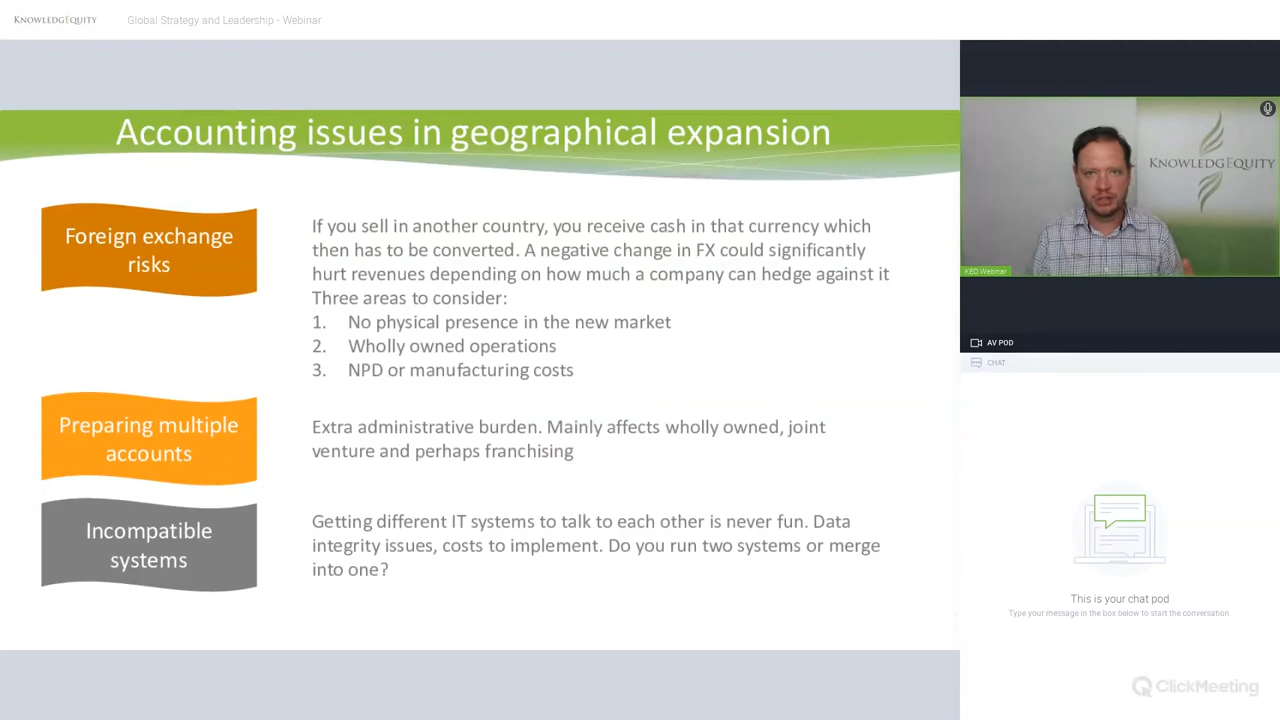 KNOWLEDGEQUITY
Global Strategy and Leadership - Webinar
Accounting issues in geographical expansion
Foreign exchange
risks
If you sell in another country, you receive cash in that currency which
then has to be converted. A negative change in FX could significantly
hurt revenues depending on how much a company can hedge against it
Three areas to consider:
1. No physical presence in the new market
2. Wholly owned operations
3. NPD or manufacturing costs
Preparing multiple
accounts
Extra administrative burden. Mainly affects wholly owned, joint
venture and perhaps franchising
Incompatible
systems
Getting different IT systems to talk to each other is never fun. Data
integrity issues, costs to implement. Do you run two systems or merge
into one?
KNOWLEDGEQUITY
KEQ Webinar
AV POD
CHAT
This is your chat pod
Type your message in the box below to start the conversation
ClickMeeting